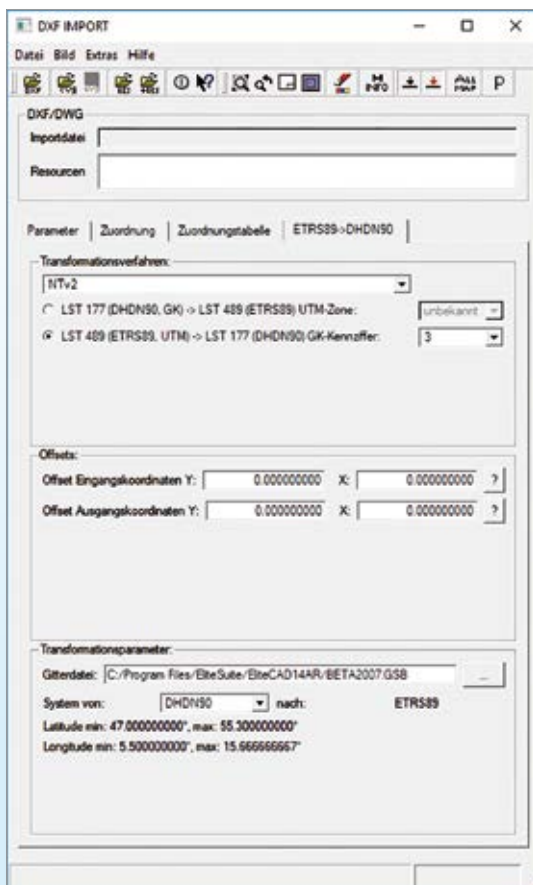 DXF IMPORT
Datei Bild Extras Hilfe
INFO P
DXF/DWG
Importdatei
Resourcen
Parameter Zuordnung Zuordnungstabelle ETRS89->DHDN90
Transformationsverfahren:
NTv2
LST 177 (DHDN90, GK) -> LST 489 (ETRS89) UTM-Zone: unbekannt
LST 489 (ETRS89, UTM) -> LST 177 (DHDN90) GK-Kennziffer: 3
Offsets:
Offset Eingangskoordinaten Y: 0.000000000 X: 0.000000000 ?
Offset Ausgangskoordinaten Y: 0.000000000 X: 0.000000000 ?
Transformationsparameter:
Gitterdatei: C:/Program Files/EliteSuite/EliteCAD14AR/BETA2007.GSB ...
System von: DHDN90 nach: ETRS89
Latitude min: 47.000000000°, max: 55.300000000°
Longitude min: 5.500000000°, max: 15.666666667°